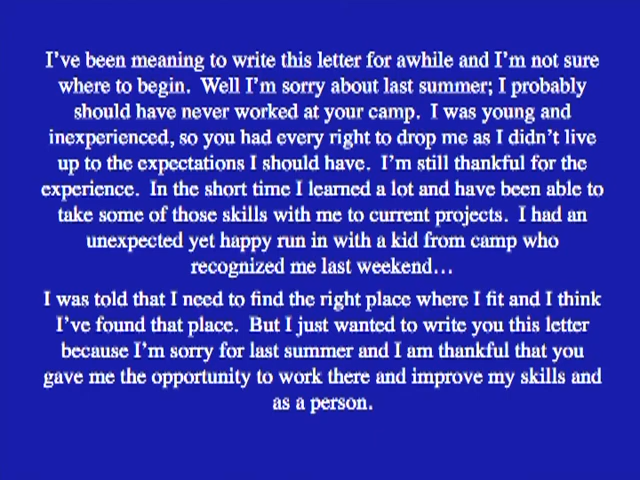 I've been meaning to write this letter for awhile and I'm not sure
where to begin.  Well I'm sorry about last summer; I probably
should have never worked at your camp.  I was young and
inexperienced, so you had every right to drop me as I didn't live
up to the expectations I should have.  I'm still thankful for the
experience.  In the short time I learned a lot and have been able to
take some of those skills with me to current projects.  I had an
unexpected yet happy run in with a kid from camp who
recognized me last weekend…
I was told that I need to find the right place where I fit and I think
I've found that place.  But I just wanted to write you this letter
because I'm sorry for last summer and I am thankful that you
gave me the opportunity to work there and improve my skills and
as a person.